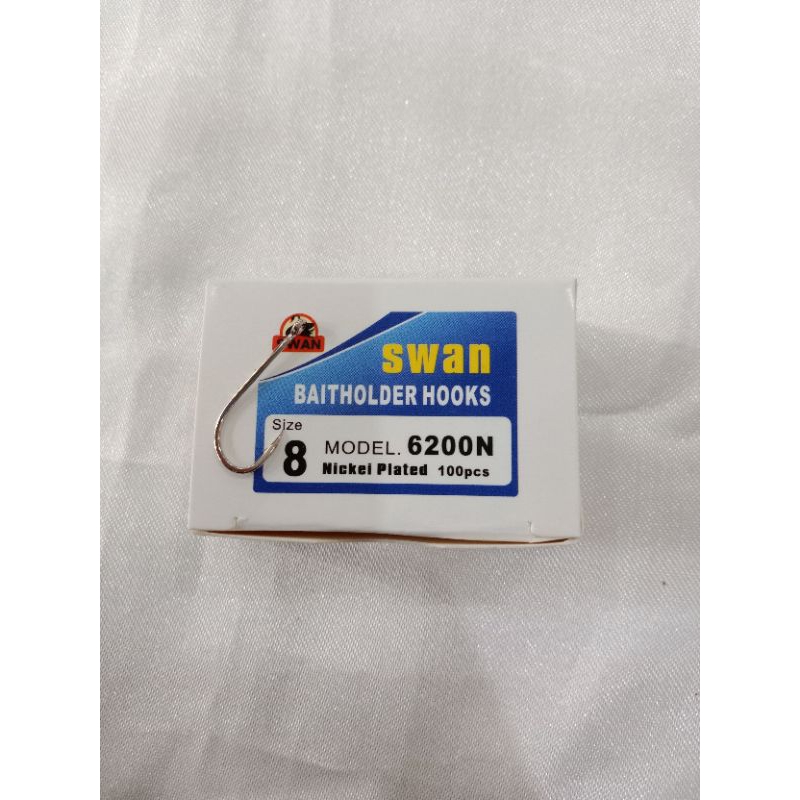 SWAN
swan
BAITHOLDER HOOKS
Size
8
MODEL. 6200N
Nickel Plated 100pcs